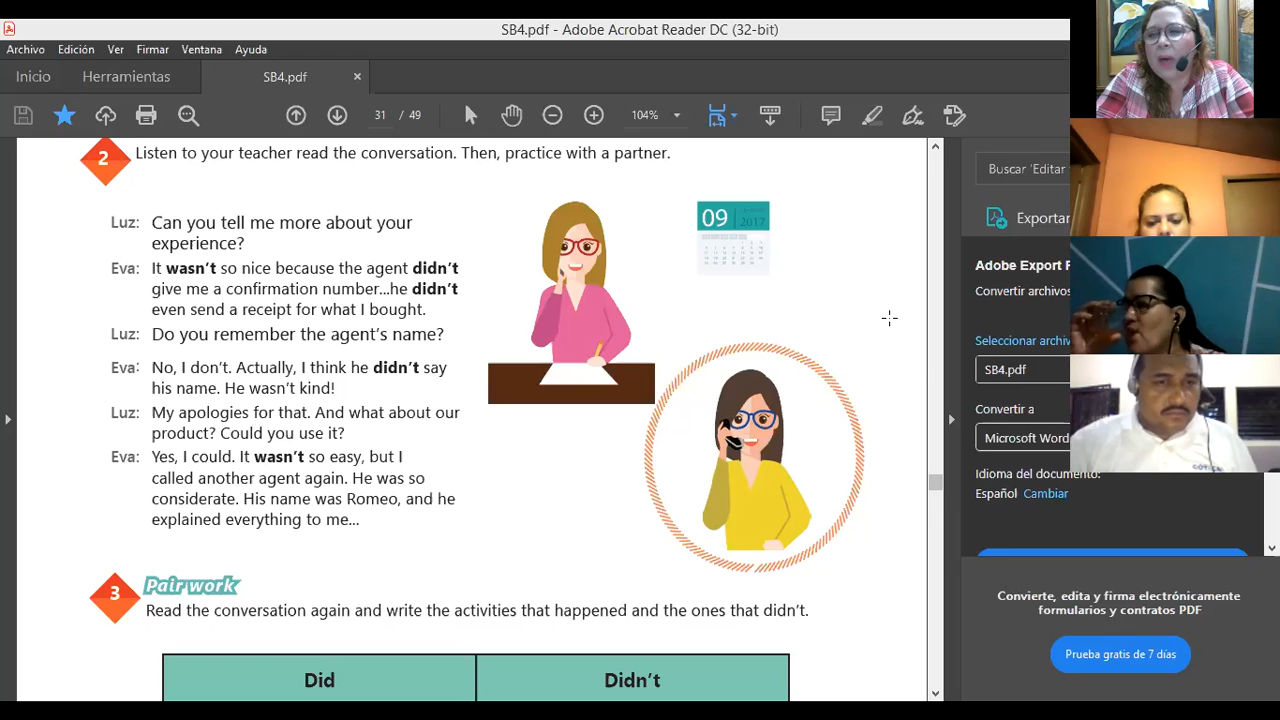 SB4.pdf - Adobe Acrobat Reader DC (32-bit)
Archivo Edición Ver Firmar Ventana Ayuda
Inicio Herramientas SB4.pdf ×
31 / 49 104%
2 Listen to your teacher read the conversation. Then, practice with a partner.
Luz: Can you tell me more about your
experience?
Eva: It wasn't so nice because the agent didn't
give me a confirmation number...he didn't
even send a receipt for what I bought.
Luz: Do you remember the agent's name?
Eva: No, I don't. Actually, I think he didn't say
his name. He wasn't kind!
Luz: My apologies for that. And what about our
product? Could you use it?
Eva: Yes, I could. It wasn't so easy, but I
called another agent again. He was so
considerate. His name was Romeo, and he
explained everything to me...
09 2017
3 Pair work
Read the conversation again and write the activities that happened and the ones that didn't.
Did Didn't
Buscar 'Editar
Exportar
Adobe Export
Convertir archivos
Seleccionar archiv
SB4.pdf
Convertir a
Microsoft Word
Idioma del documento:
Español Cambiar
Convierte, edita y firma electrónicamente
formularios y contratos PDF
Prueba gratis de 7 días